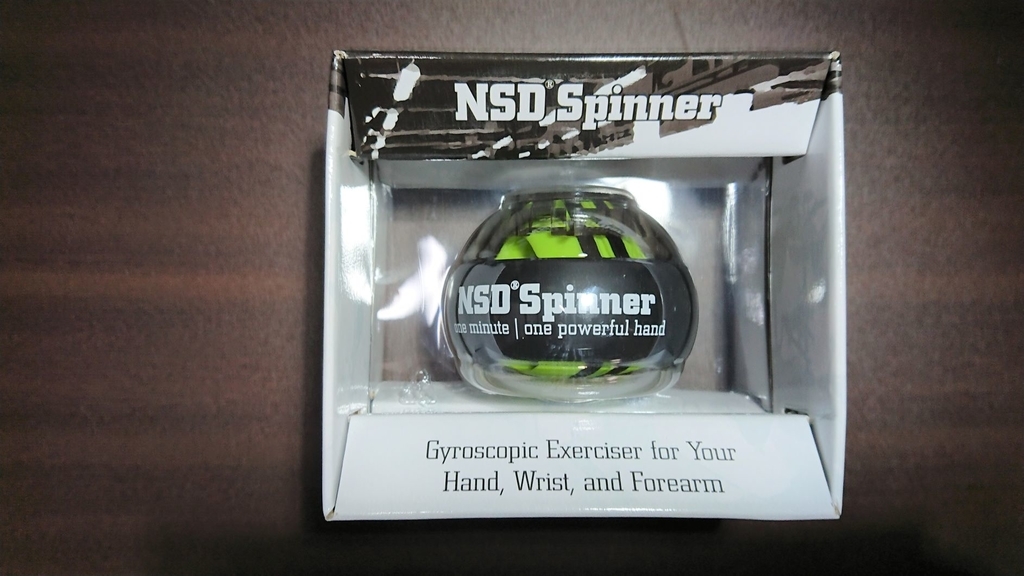 NSD® Spinner
NSD® Spinner
one minute | one powerful hand
Gyroscopic Exerciser for Your
Hand, Wrist, and Forearm